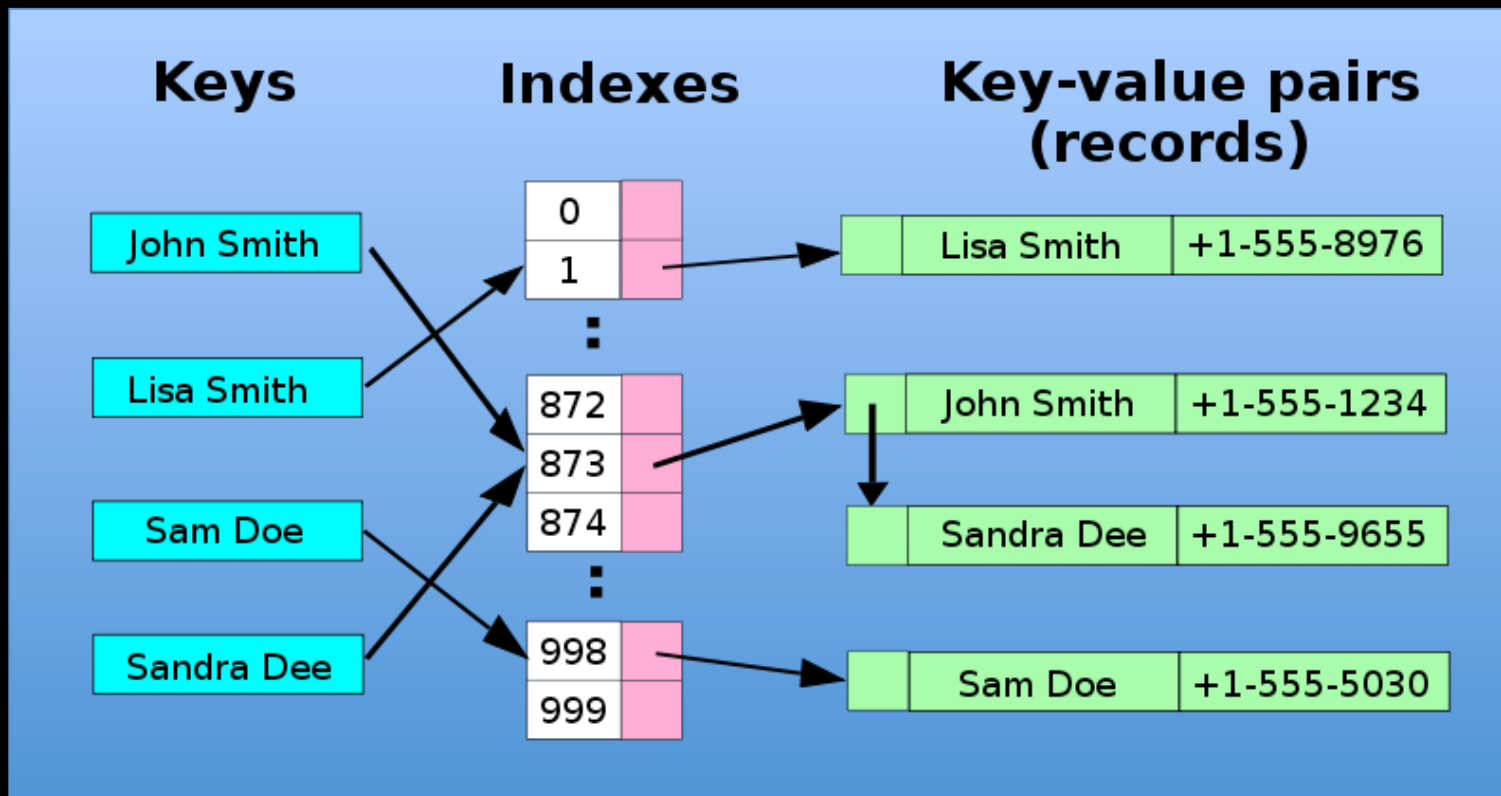 Keys
Indexes
Key-value pairs
(records)
John Smith
Lisa Smith
Sam Doe
Sandra Dee
0
1
:
872
873
874
:
998
999
Lisa Smith +1-555-8976
John Smith +1-555-1234
Sandra Dee +1-555-9655
Sam Doe +1-555-5030